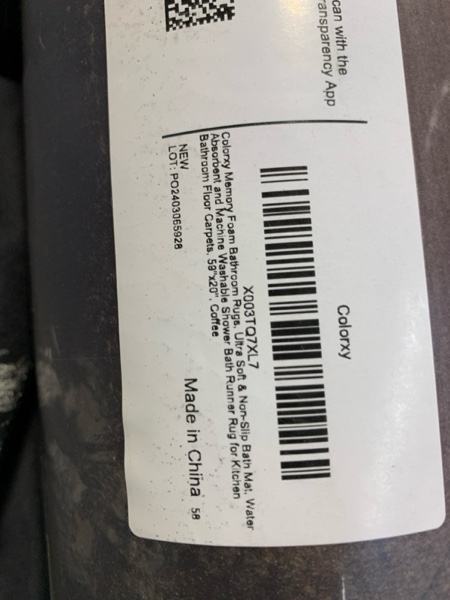 can with the
ransparency App
Colorxy
X003TQ7XL7
Colorxy Memory Foam Bathroom Rugs, Ultra Soft & Non-Slip Bath Mat, Water
Absorbent and Machine Washable Shower Bath Runner Rug for Kitchen
Bathroom Floor Carpets, 59"x20", Coffee
NEW
LOT: PO2403065928
Made in China 58